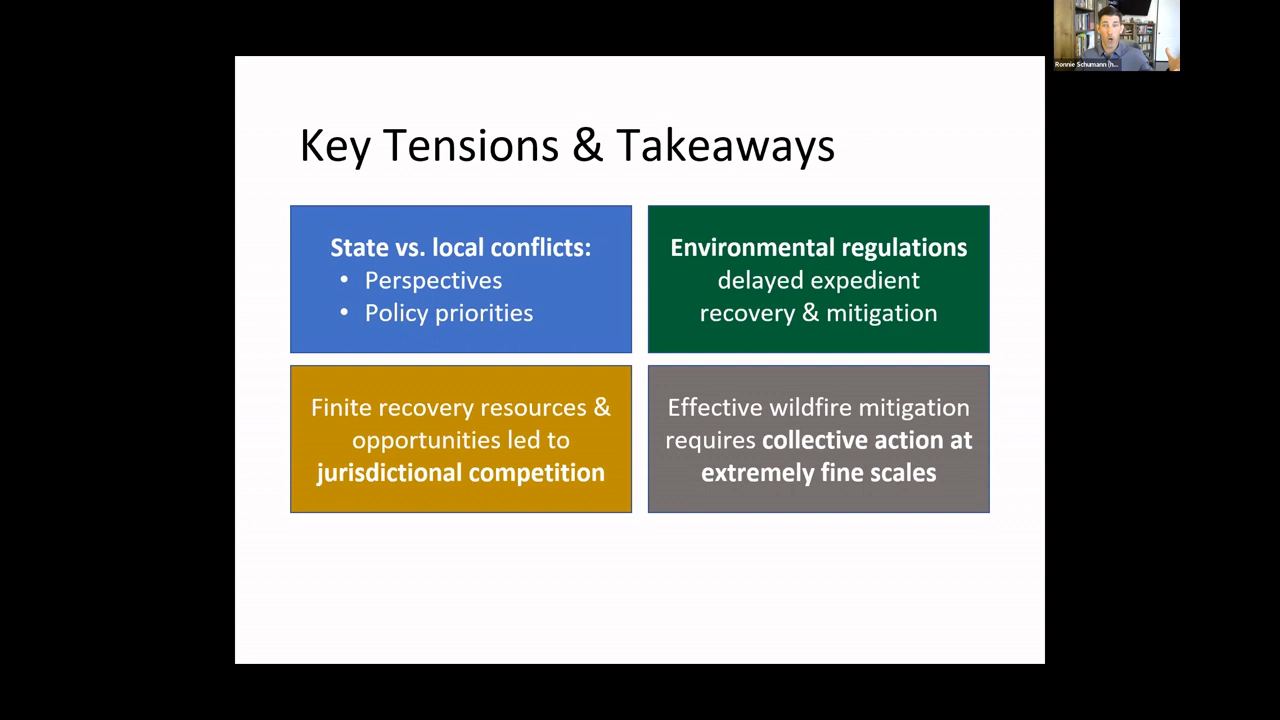 Ronnie Schumann (h...
Key Tensions & Takeaways
State vs. local conflicts:
• Perspectives
• Policy priorities
Environmental regulations
delayed expedient
recovery & mitigation
Finite recovery resources &
opportunities led to
jurisdictional competition
Effective wildfire mitigation
requires collective action at
extremely fine scales